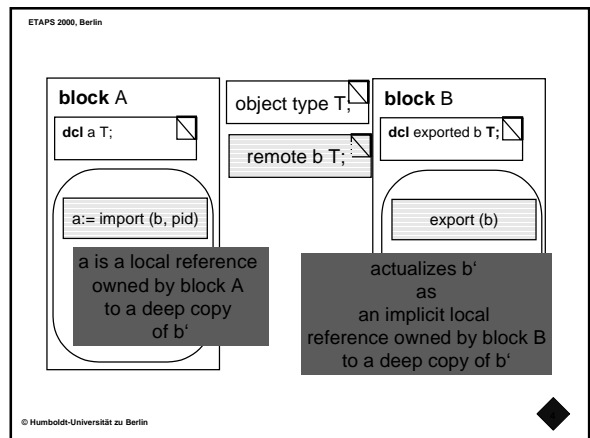 ETAPS 2000, Berlin
block A
dcl a T;
a:= import (b, pid)
a is a local reference
owned by block A
to a deep copy
of b‘
object type T;
remote b T;
block B
dcl exported b T;
export (b)
actualizes b‘
as
an implicit local
reference owned by block B
to a deep copy of b‘
© Humboldt-Universität zu Berlin